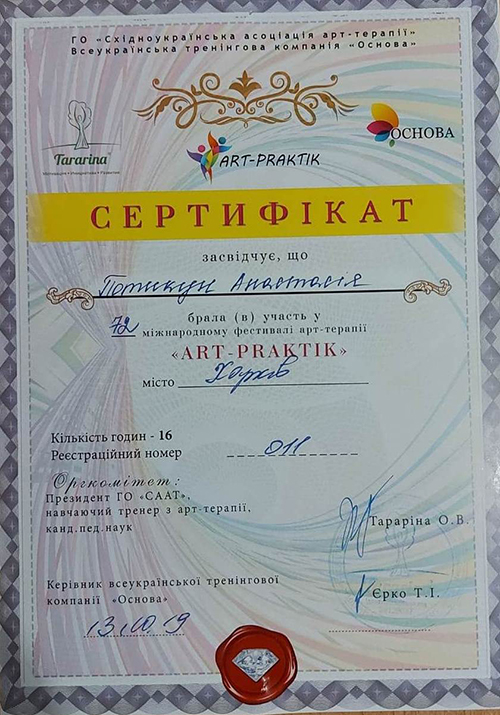 ГО «Східноукраїнська асоціація арт-терапії»
Всеукраїнська тренінгова компанія «Основа»
Tararina
ART-PRAKTIK
ОСНОВА
СЕРТИФІКАТ
засвідчує, що
Потикун Анастасія
брала (в) участь у
72 міжнародному фестивалі арт-терапії
«ART-PRAKTIK»
місто Харків
Кількість годин - 16
Реєстраційний номер 011
Оргкомітет:
Президент ГО «СААТ»,
навчаючий тренер з арт-терапії,
канд.пед.наук
Тараріна О.В.
Керівник всеукраїнської тренінгової
компанії «Основа»
Єрко Т.І.
13.10.19